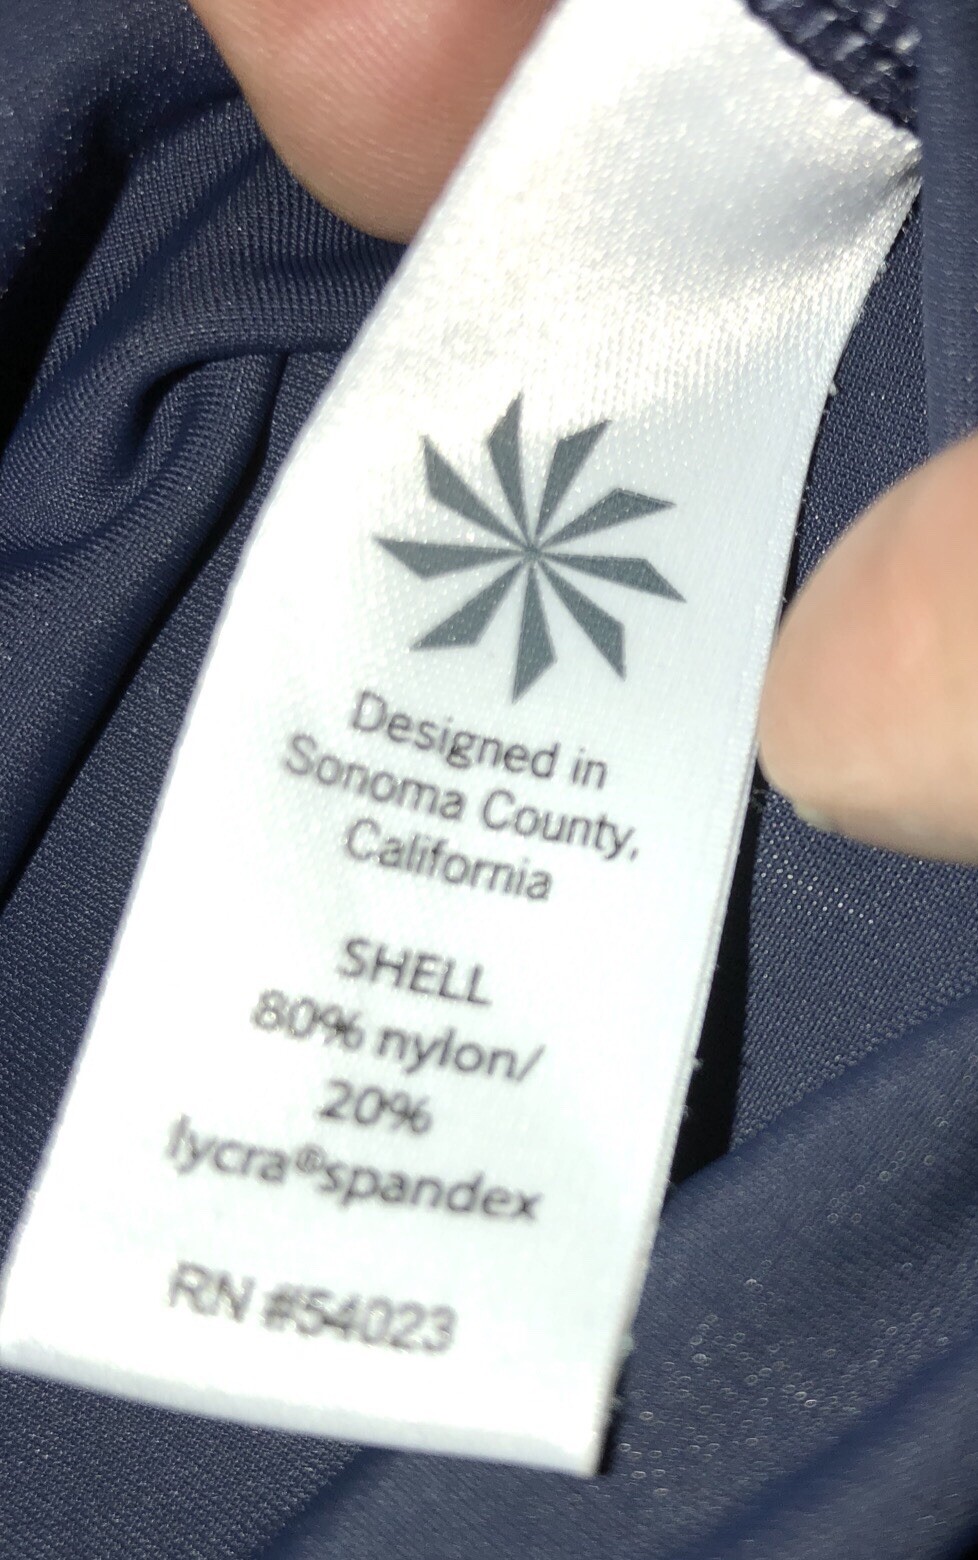 Designed in
Sonoma County,
California
SHELL
80% nylon/
20%
lycra®spandex
RN #54023